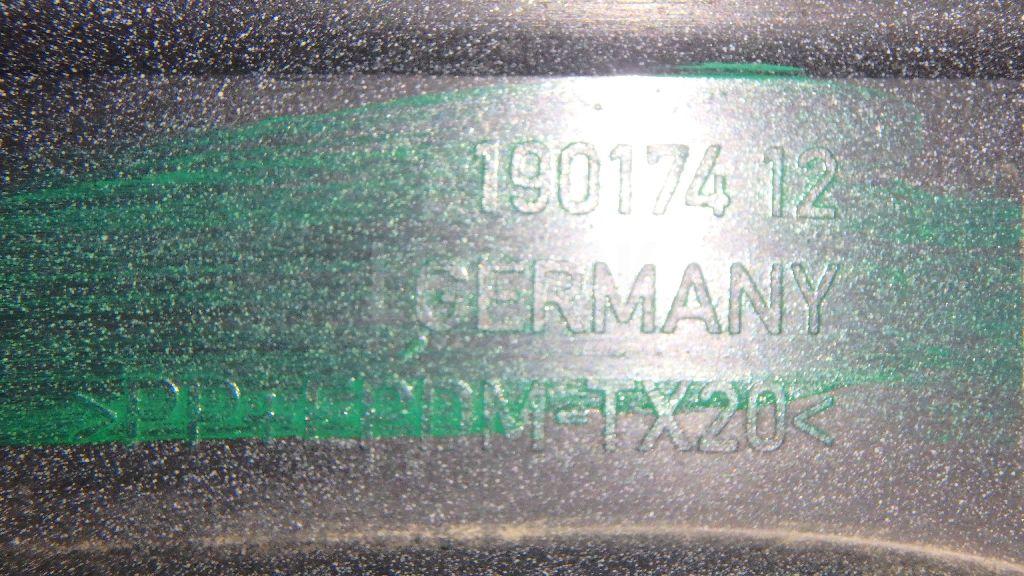 190174 12
GERMANY
>PP+EPDM-TX20<